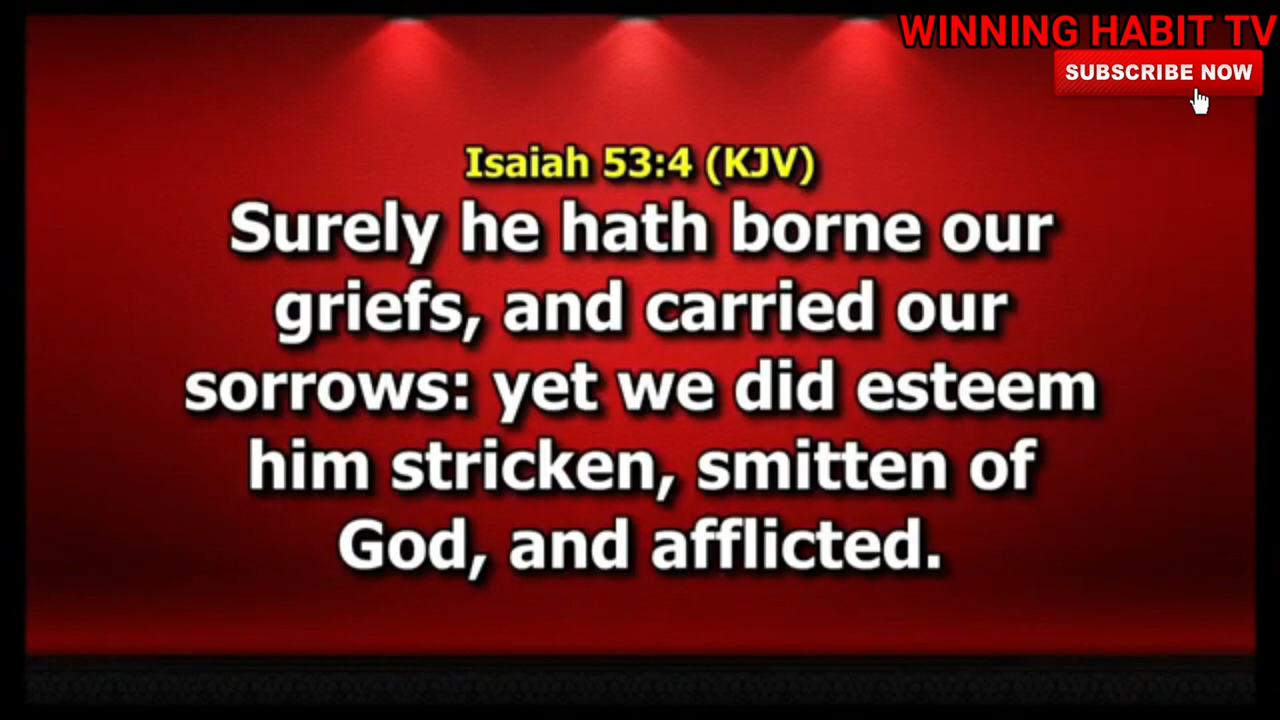 WINNING HABIT TV
SUBSCRIBE NOW
Isaiah 53:4 (KJV)
Surely he hath borne our
griefs, and carried our
sorrows: yet we did esteem
him stricken, smitten of
God, and afflicted.